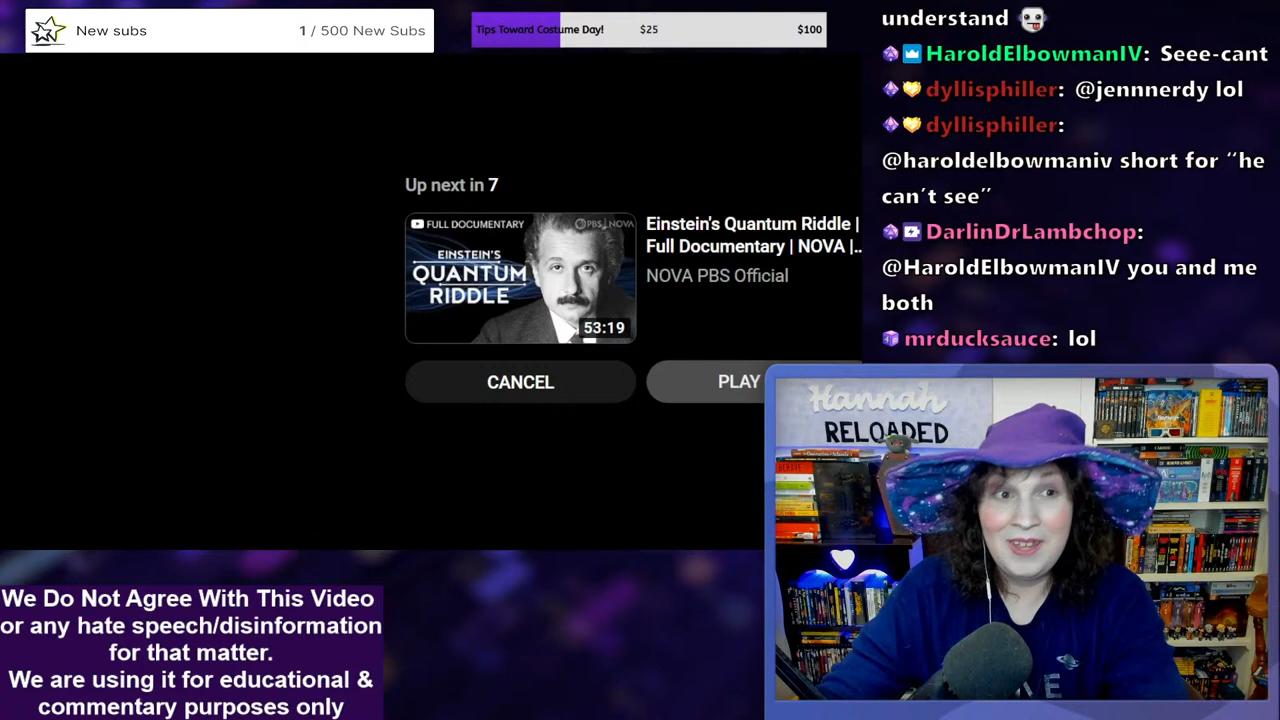 New subs
1 / 500 New Subs
Tips Toward Costume Day!
$25
$100
understand
HaroldElbowmanIV: Seee-cant
dyllisphiller: @jennnerdy lol
dyllisphiller:
@haroldelbowmaniv short for “he
can't see”
DarlinDrLambchop:
@HaroldElbowmanIV you and me
both
mrducksauce: lol
Up next in 7
FULL DOCUMENTARY
PBS NOVA
EINSTEIN'S
QUANTUM
RIDDLE
53:19
Einstein's Quantum Riddle |
Full Documentary | NOVA |..
NOVA PBS Official
CANCEL
PLAY
Hannah
RELOADED
We Do Not Agree With This Video
or any hate speech/disinformation
for that matter.
We are using it for educational &
commentary purposes only